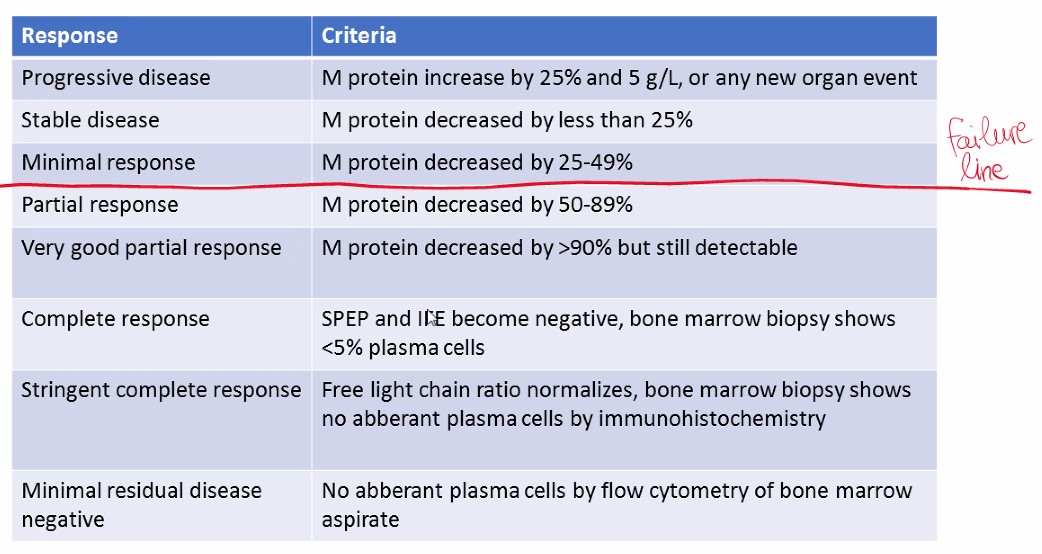 Response Criteria
Progressive disease M protein increase by 25% and 5 g/L, or any new organ event
Stable disease M protein decreased by less than 25%
Minimal response M protein decreased by 25-49%
failure
line
Partial response M protein decreased by 50-89%
Very good partial response M protein decreased by >90% but still detectable
Complete response SPEP and IFE become negative, bone marrow biopsy shows
<5% plasma cells
Stringent complete response Free light chain ratio normalizes, bone marrow biopsy shows
no abberant plasma cells by immunohistochemistry
Minimal residual disease No abberant plasma cells by flow cytometry of bone marrow
negative aspirate